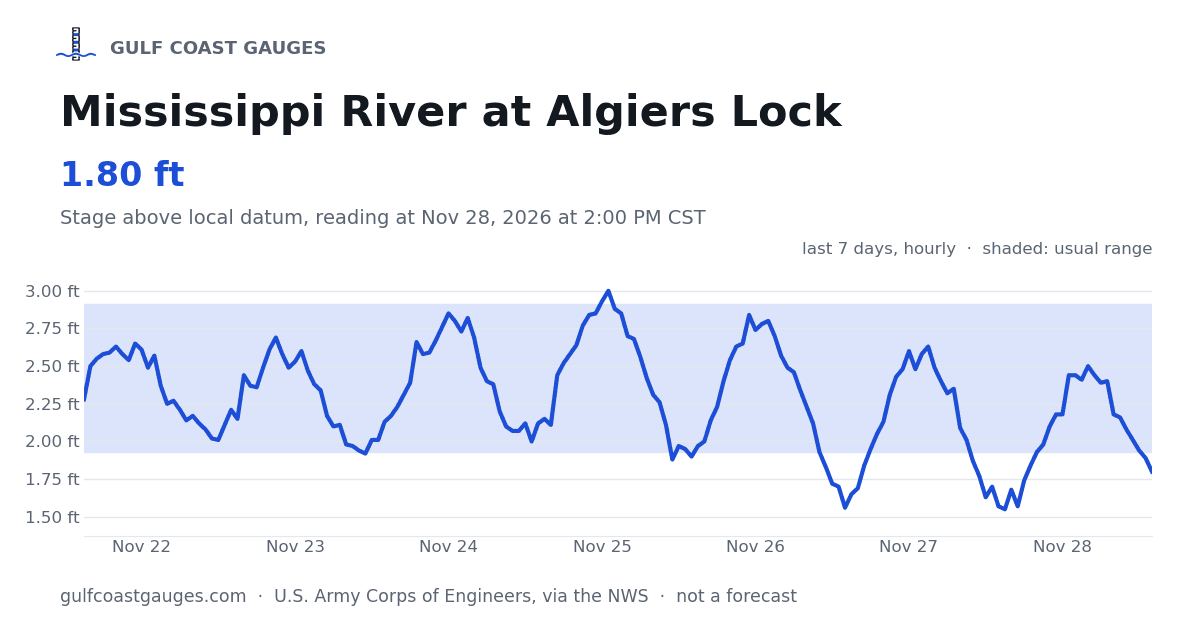 GULF COAST GAUGES
Mississippi River at Algiers Lock
1.80 ft
Stage above local datum, reading at Nov 28, 2026 at 2:00 PM CST
last 7 days, hourly · shaded: usual range
3.00 ft
2.75 ft
2.50 ft
2.25 ft
2.00 ft
1.75 ft
1.50 ft
Nov 22 Nov 23 Nov 24 Nov 25 Nov 26 Nov 27 Nov 28
gulfcoastgauges.com · U.S. Army Corps of Engineers, via the NWS · not a forecast